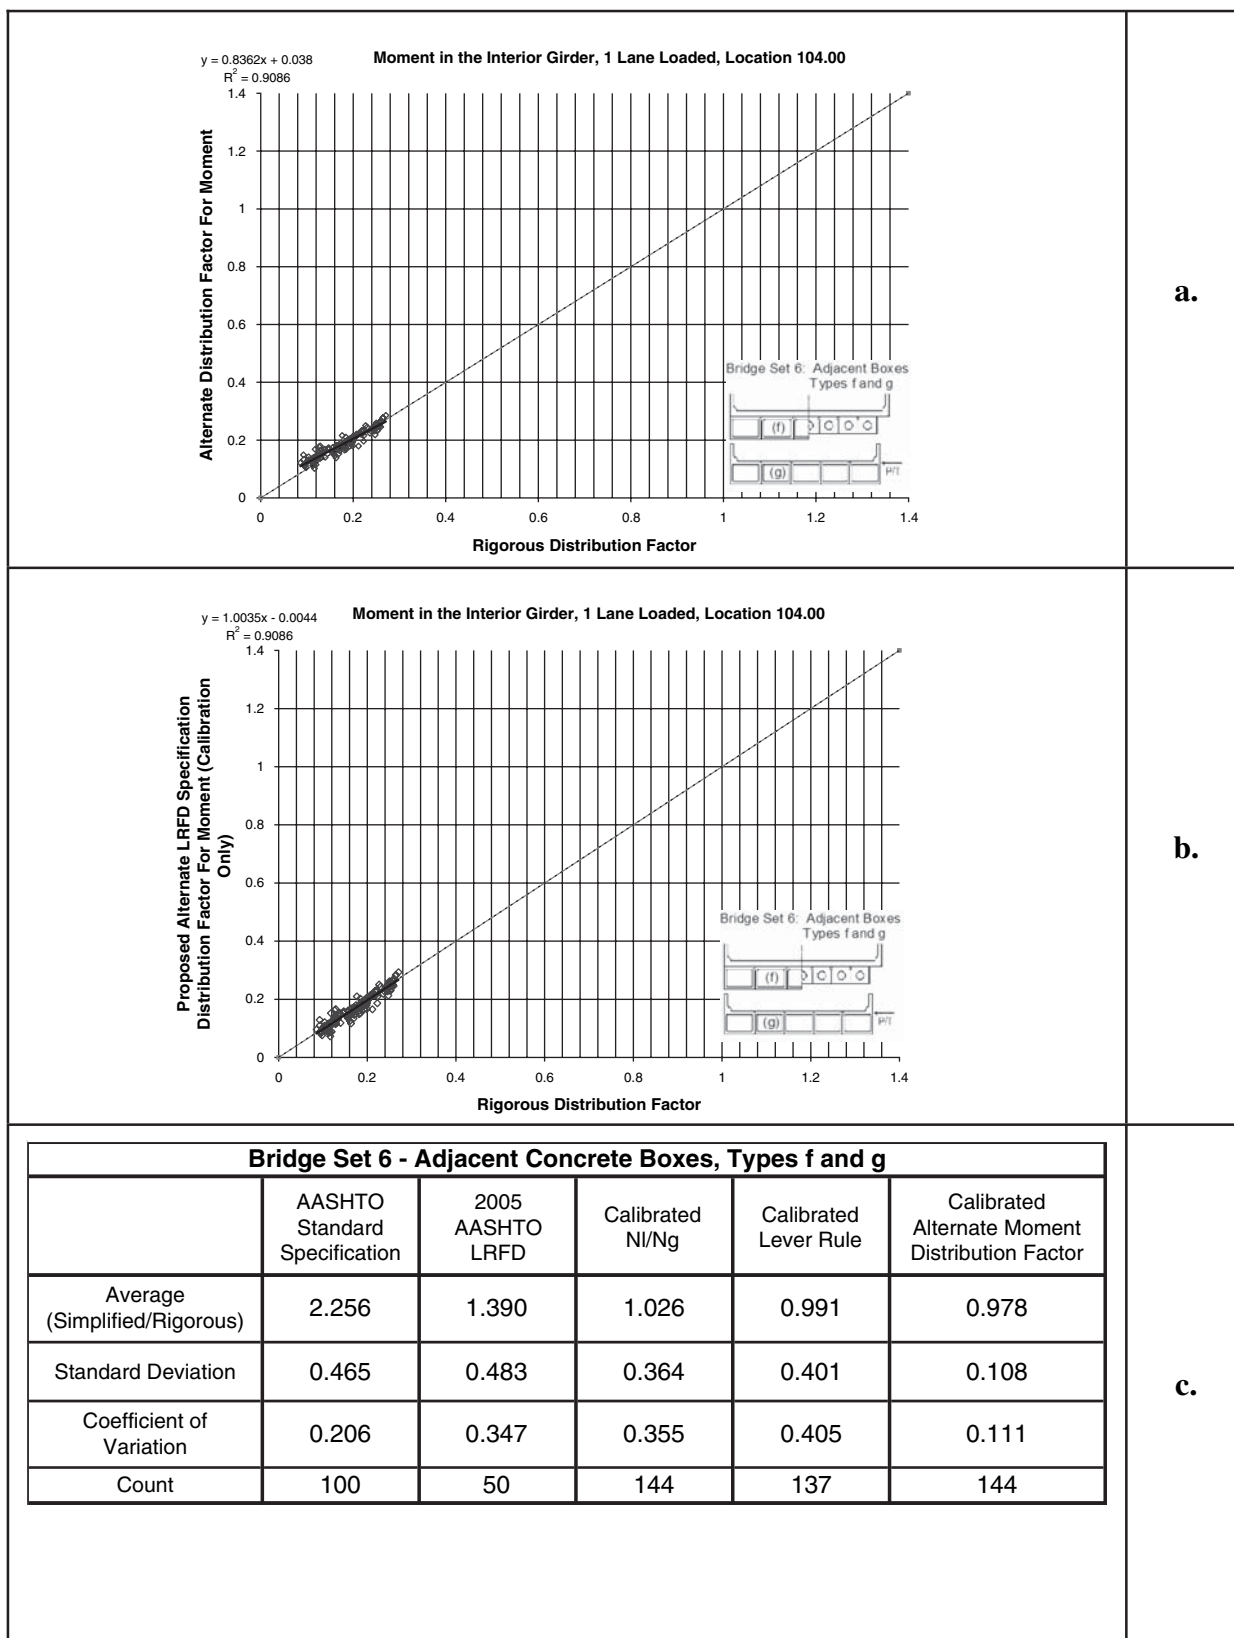 y = 0.8362x + 0.038
R² = 0.9086
Moment in the Interior Girder, 1 Lane Loaded, Location 104.00
Alternate Distribution Factor For Moment
1.4
1.2
1
0.8
0.6
0.4
0.2
0
0 0.2 0.4 0.6 0.8 1 1.2 1.4
Rigorous Distribution Factor
Bridge Set 6: Adjacent Boxes
Types f and g
(f)
(g)
P/T
a.
y = 1.0035x - 0.0044
R² = 0.9086
Moment in the Interior Girder, 1 Lane Loaded, Location 104.00
Proposed Alternate LRFD Specification
Distribution Factor For Moment (Calibration
Only)
1.4
1.2
1
0.8
0.6
0.4
0.2
0
0 0.2 0.4 0.6 0.8 1 1.2 1.4
Rigorous Distribution Factor
Bridge Set 6: Adjacent Boxes
Types f and g
(f)
(g)
P/T
b.
Bridge Set 6 - Adjacent Concrete Boxes, Types f and g
AASHTO
Standard
Specification
2005
AASHTO
LRFD
Calibrated
Nl/Ng
Calibrated
Lever Rule
Calibrated
Alternate Moment
Distribution Factor
Average
(Simplified/Rigorous)
2.256 1.390 1.026 0.991 0.978
Standard Deviation 0.465 0.483 0.364 0.401 0.108
Coefficient of
Variation
0.206 0.347 0.355 0.405 0.111
Count 100 50 144 137 144
c.